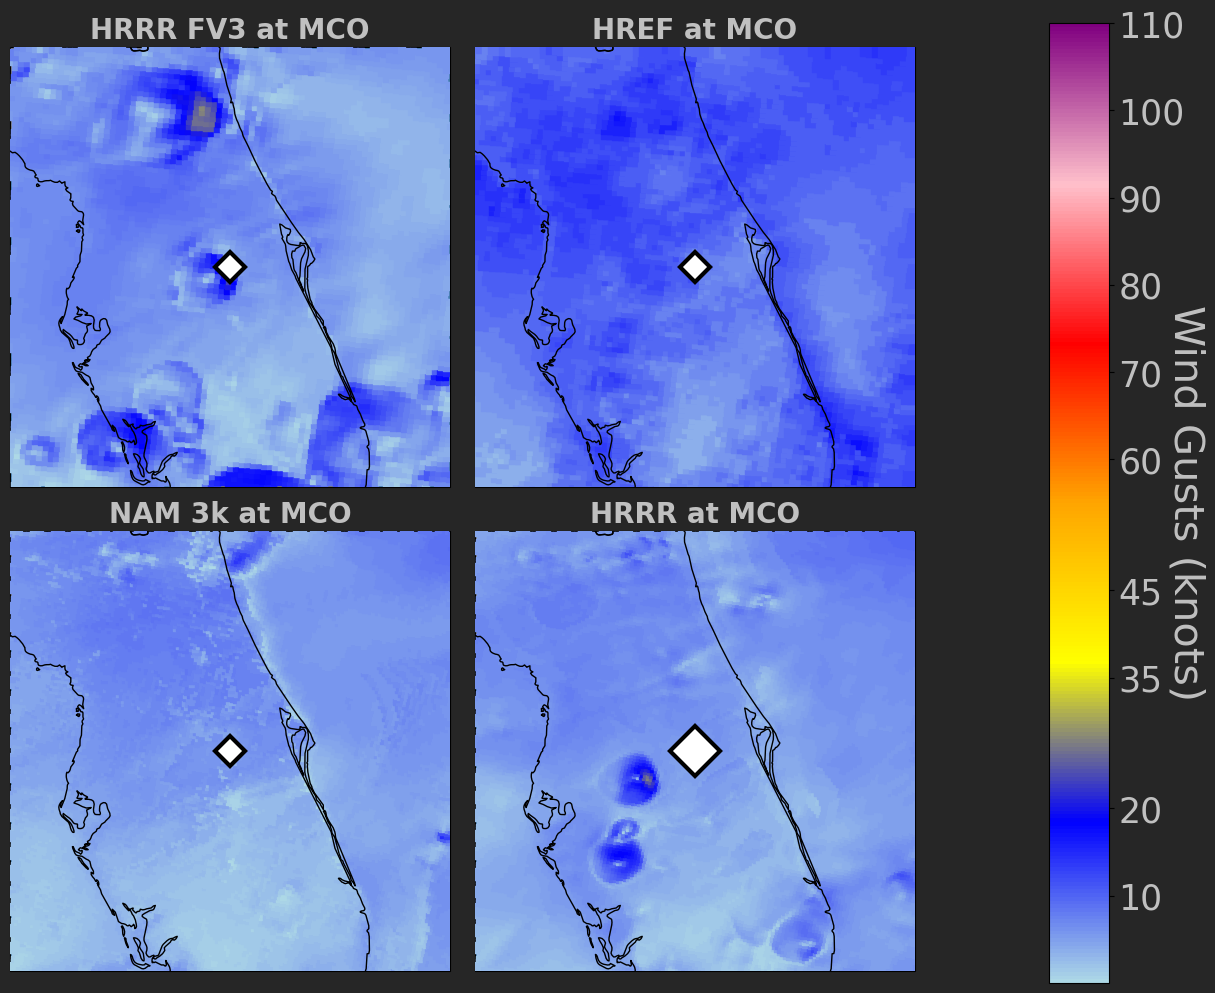 HRRR FV3 at MCO
HREF at MCO
NAM 3k at MCO
HRRR at MCO
110
100
90
80
70
60
45
35
20
10
Wind Gusts (knots)